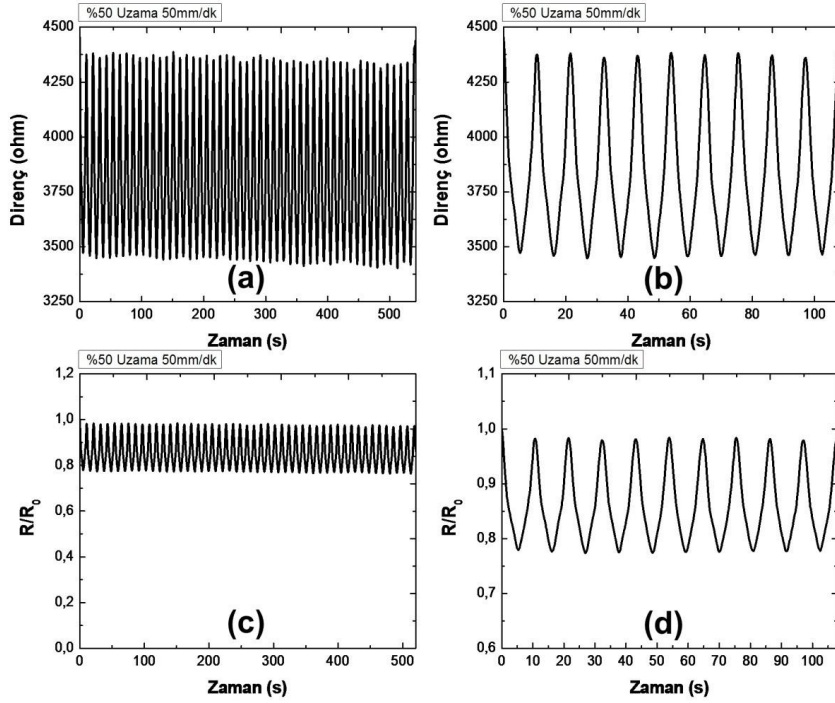 %50 Uzama 50mm/dk
4500
4250
4000
3750
3500
3250
Direnç (ohm)
0 100 200 300 400 500
Zaman (s)
(a)
%50 Uzama 50mm/dk
4500
4250
4000
3750
3500
3250
Direnç (ohm)
0 20 40 60 80 100
Zaman (s)
(b)
%50 Uzama 50mm/dk
1,2
1,0
0,8
0,6
0,4
0,2
0,0
R/R0
0 100 200 300 400 500
Zaman (s)
(c)
%50 Uzama 50mm/dk
1,1
1,0
0,9
0,8
0,7
0,6
R/R0
0 10 20 30 40 50 60 70 80 90 100
Zaman (s)
(d)